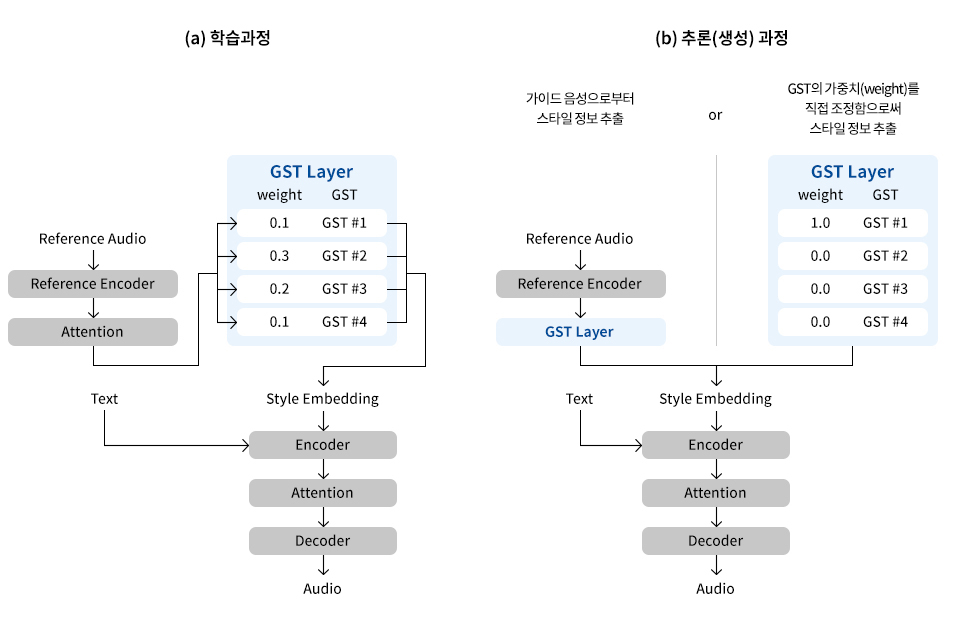 (a) 학습과정
GST Layer
weight GST
0.1 GST #1
0.3 GST #2
0.2 GST #3
0.1 GST #4
Reference Audio
Reference Encoder
Attention
Text
Style Embedding
Encoder
Attention
Decoder
Audio
(b) 추론(생성) 과정
가이드 음성으로부터
스타일 정보 추출
or
GST의 가중치(weight)를
직접 조정함으로써
스타일 정보 추출
Reference Audio
Reference Encoder
GST Layer
GST Layer
weight GST
1.0 GST #1
0.0 GST #2
0.0 GST #3
0.0 GST #4
Text
Style Embedding
Encoder
Attention
Decoder
Audio